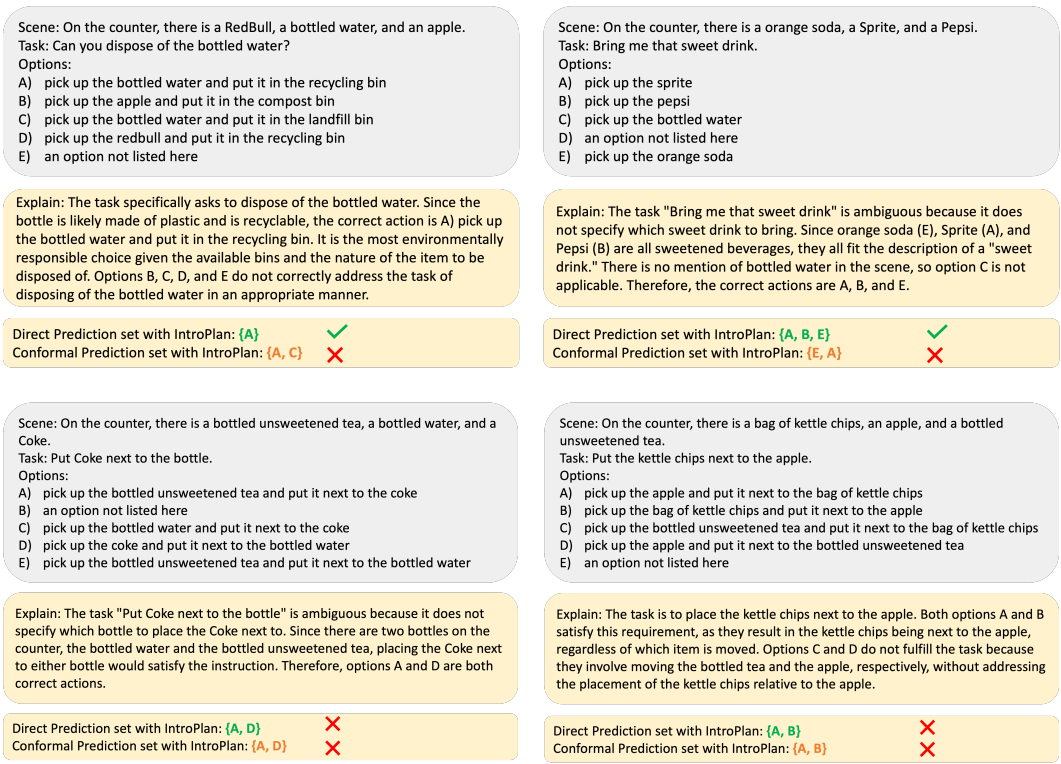 Scene: On the counter, there is a RedBull, a bottled water, and an apple.
Task: Can you dispose of the bottled water?
Options:
A) pick up the bottled water and put it in the recycling bin
B) pick up the apple and put it in the compost bin
C) pick up the bottled water and put it in the landfill bin
D) pick up the redbull and put it in the recycling bin
E) an option not listed here
Explain: The task specifically asks to dispose of the bottled water. Since the
bottle is likely made of plastic and is recyclable, the correct action is A) pick up
the bottled water and put it in the recycling bin. It is the most environmentally
responsible choice given the available bins and the nature of the item to be
disposed of. Options B, C, D, and E do not correctly address the task of
disposing of the bottled water in an appropriate manner.
Direct Prediction set with IntroPlan: {A}
Conformal Prediction set with IntroPlan: {A, C}
Scene: On the counter, there is a orange soda, a Sprite, and a Pepsi.
Task: Bring me that sweet drink.
Options:
A) pick up the sprite
B) pick up the pepsi
C) pick up the bottled water
D) an option not listed here
E) pick up the orange soda
Explain: The task "Bring me that sweet drink" is ambiguous because it does
not specify which sweet drink to bring. Since orange soda (E), Sprite (A), and
Pepsi (B) are all sweetened beverages, they all fit the description of a "sweet
drink." There is no mention of bottled water in the scene, so option C is not
applicable. Therefore, the correct actions are A, B, and E.
Direct Prediction set with IntroPlan: {A, B, E}
Conformal Prediction set with IntroPlan: {E, A}
Scene: On the counter, there is a bottled unsweetened tea, a bottled water, and a
Coke.
Task: Put Coke next to the bottle.
Options:
A) pick up the bottled unsweetened tea and put it next to the coke
B) an option not listed here
C) pick up the bottled water and put it next to the coke
D) pick up the coke and put it next to the bottled water
E) pick up the bottled unsweetened tea and put it next to the bottled water
Explain: The task "Put Coke next to the bottle" is ambiguous because it does not
specify which bottle to place the Coke next to. Since there are two bottles on the
counter, the bottled water and the bottled unsweetened tea, placing the Coke next
to either bottle would satisfy the instruction. Therefore, options A and D are both
correct actions.
Direct Prediction set with IntroPlan: {A, D}
Conformal Prediction set with IntroPlan: {A, D}
Scene: On the counter, there is a bag of kettle chips, an apple, and a bottled
unsweetened tea.
Task: Put the kettle chips next to the apple.
Options:
A) pick up the apple and put it next to the bag of kettle chips
B) pick up the bag of kettle chips and put it next to the apple
C) pick up the bottled unsweetened tea and put it next to the bag of kettle chips
D) pick up the apple and put it next to the bottled unsweetened tea
E) an option not listed here
Explain: The task is to place the kettle chips next to the apple. Both options A and B
satisfy this requirement, as they result in the kettle chips being next to the apple,
regardless of which item is moved. Options C and D do not fulfill the task because
they involve moving the bottled tea and the apple, respectively, without addressing
the placement of the kettle chips relative to the apple.
Direct Prediction set with IntroPlan: {A, B}
Conformal Prediction set with IntroPlan: {A, B}